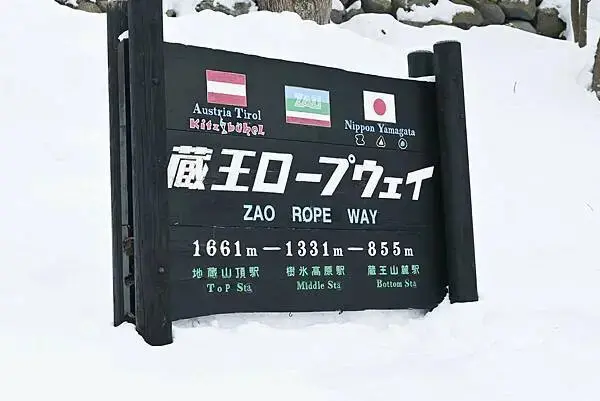 Austria Tirol
Kitzbühel
ZAO
Nippon Yamagata
蔵王ロープウェイ
ZAO ROPE WAY
1661m — 1331m — 855m
地蔵山頂駅 樹氷高原駅 蔵王山麓駅
Top Sta Middle Sta Bottom Sta